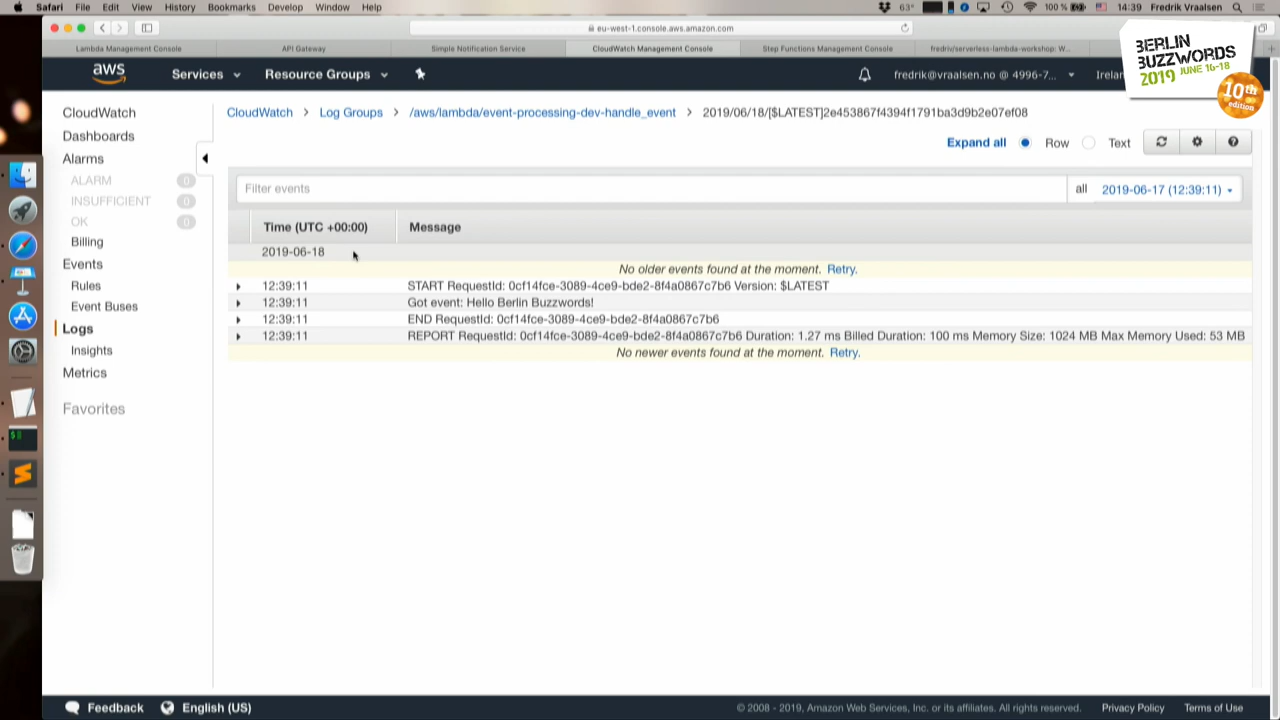 Safari File Edit View History Bookmarks Develop Window Help 63° 100 % 14:39 Fredrik Vraalsen
eu-west-1.console.aws.amazon.com
Lambda Management Console API Gateway Simple Notification Service CloudWatch Management Console Step Functions Management Console fredriv/serverless-lambda-workshop: W...
BERLIN
BUZZWORDS
2019 JUNE 16-18
10th
edition
aws Services Resource Groups fredrik@vraalsen.no @ 4996-7...
CloudWatch
Dashboards
Alarms
ALARM 0
INSUFFICIENT 0
OK 0
Billing
Events
Rules
Event Buses
Logs
Insights
Metrics
Favorites
CloudWatch Log Groups /aws/lambda/event-processing-dev-handle_event 2019/06/18/[$LATEST]2e453867f4394f1791ba3d9b2e07ef08
Expand all Row Text
Filter events all 2019-06-17 (12:39:11)
Time (UTC +00:00) Message
2019-06-18
No older events found at the moment. Retry.
12:39:11 START RequestId: 0cf14fce-3089-4ce9-bde2-8f4a0867c7b6 Version: $LATEST
12:39:11 Got event: Hello Berlin Buzzwords!
12:39:11 END RequestId: 0cf14fce-3089-4ce9-bde2-8f4a0867c7b6
12:39:11 REPORT RequestId: 0cf14fce-3089-4ce9-bde2-8f4a0867c7b6 Duration: 1.27 ms Billed Duration: 100 ms Memory Size: 1024 MB Max Memory Used: 53 MB
No newer events found at the moment. Retry.
Feedback English (US) © 2008 - 2019, Amazon Web Services, Inc. or its affiliates. All rights reserved. Privacy Policy Terms of Use